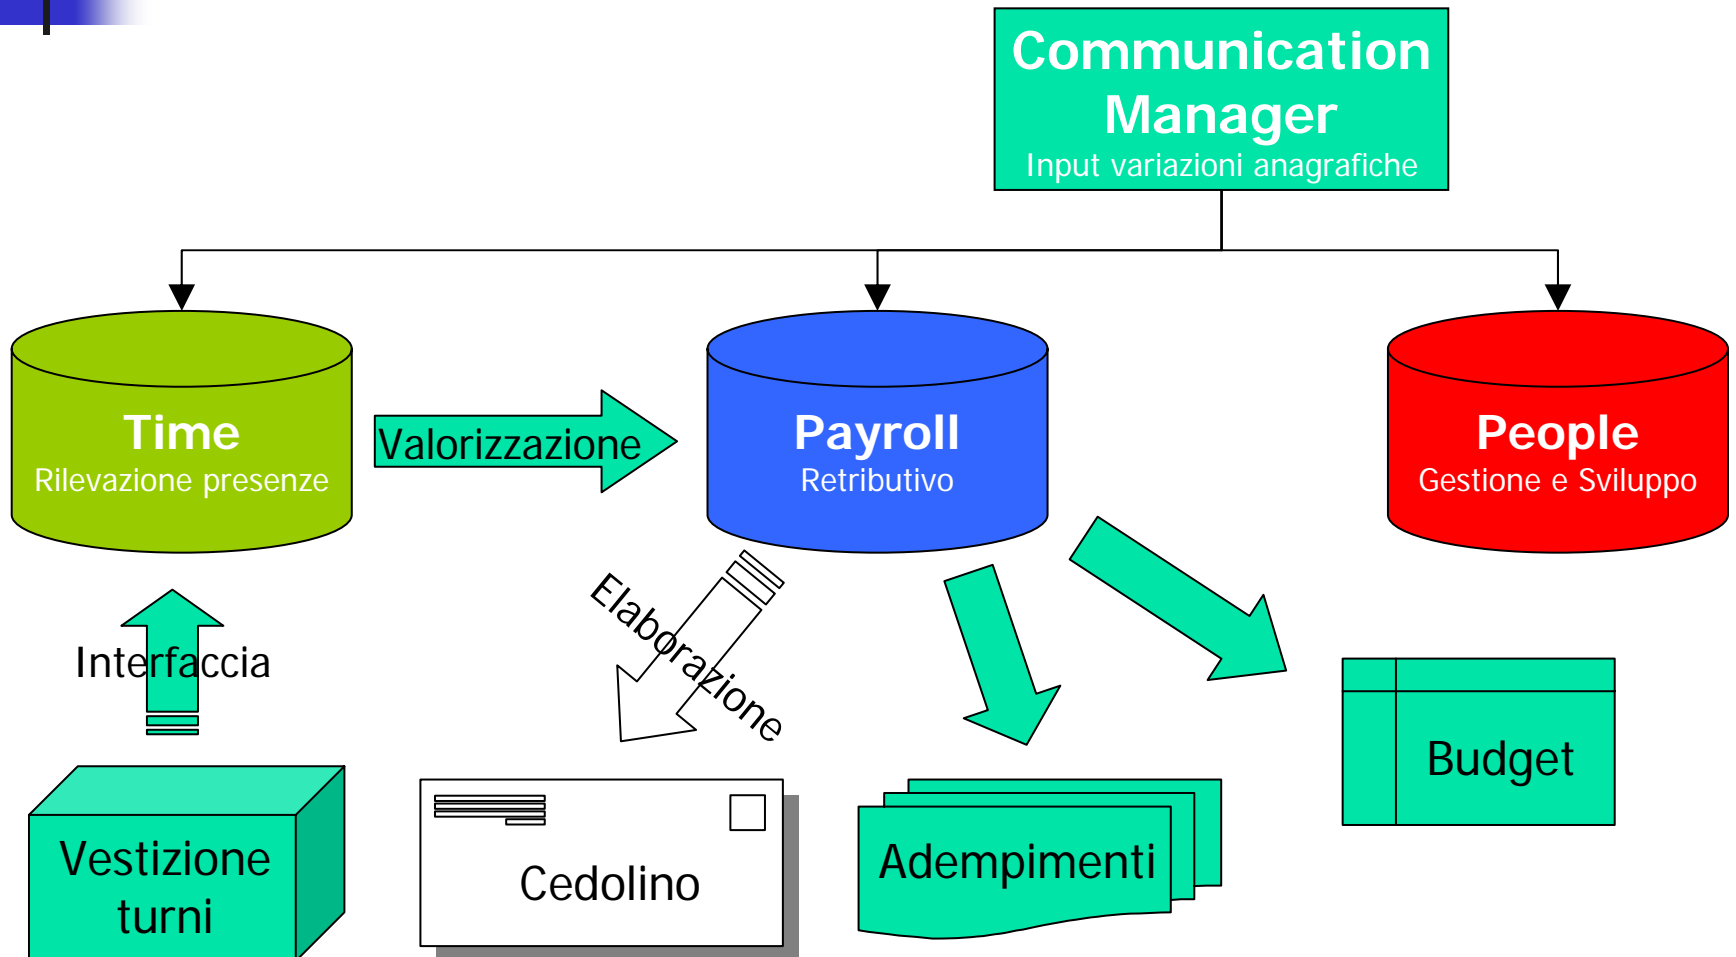 Communication
Manager
Input variazioni anagrafiche
Time
Rilevazione presenze
Valorizzazione
Payroll
Retributivo
People
Gestione e Sviluppo
Interfaccia
Elaborazione
Vestizione
turni
Cedolino
Adempimenti
Budget